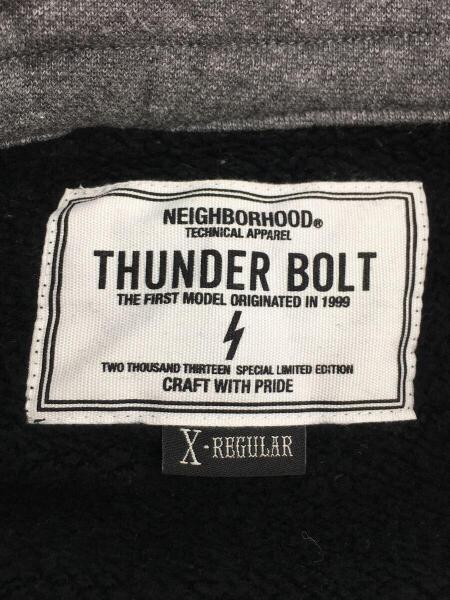 NEIGHBORHOOD®
TECHNICAL APPAREL
THUNDER BOLT
THE FIRST MODEL ORIGINATED IN 1999
TWO THOUSAND THIRTEEN SPECIAL LIMITED EDITION
CRAFT WITH PRIDE
X-REGULAR